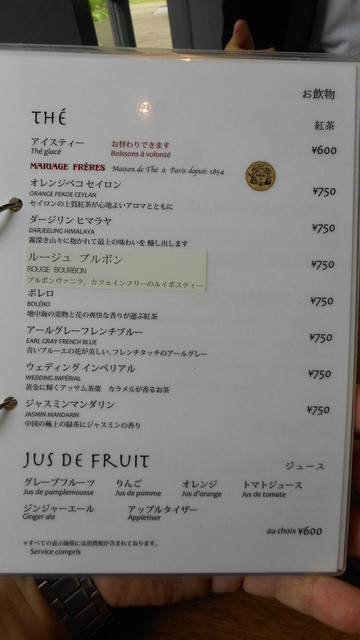 お飲物
THÉ 紅茶
アイスティー お替わりできます ¥600
Thé glacé Boissons à volonté
MARIAGE FRÈRES Maison de Thé à Paris depuis 1854
オレンジペコ セイロン ¥750
ORANGE PEKOE CEYLAN
セイロンの上質紅茶が心地よいアロマとともに
ダージリン ヒマラヤ ¥750
DARJEELING HIMALAYA
霧深き山々に抱かれて最上の味わいを 醸し出します
ルージュ ブルボン ¥750
ROUGE BOURBON
ブルボンヴァニラ、カフェインフリーのルイボスティー
ボレロ ¥750
BOLÉRO
地中海の果物と花の爽快な香りが運ぶ紅茶
アールグレーフレンチブルー ¥750
EARL GRAY FRENCH BLUE
青いブルーエの花が美しい、フレンチタッチのアールグレー
ウェディング インペリアル ¥750
WEDDING IMPÉRIAL
黄金に輝くアッサム茶葉 カラメルが香るお茶
ジャスミンマンダリン ¥750
JASMIN MANDARIN
中国の極上の緑茶にジャスミンの香り
JUS DE FRUIT ジュース
グレープフルーツ りんご オレンジ トマトジュース
Jus de pamplemousse Jus de pomme Jus d'orange Jus de tomate
ジンジャーエール アップルタイザー
Ginger ale Appletiser
au choix ¥600
*すべての表示価格には消費税が含まれております。
Service compris